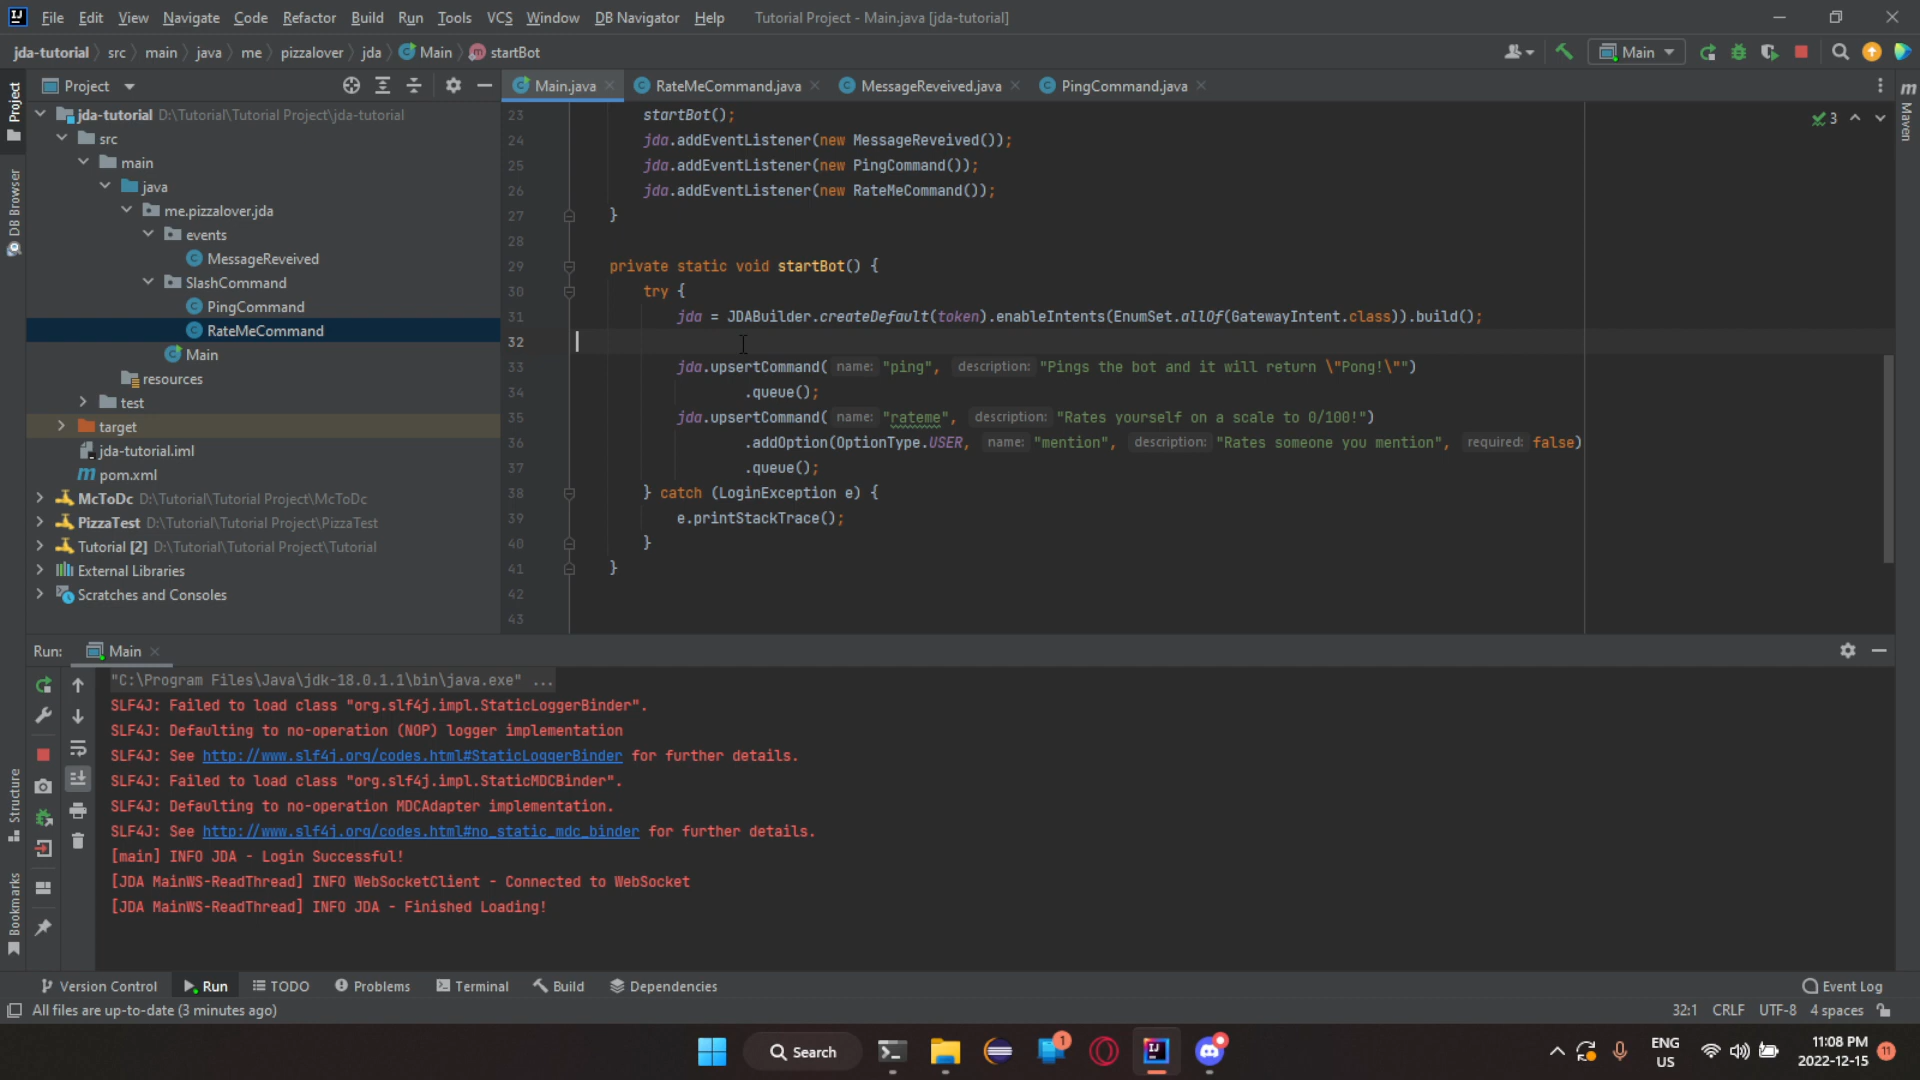 File Edit View Navigate Code Refactor Build Run Tools VCS Window DB Navigator Help Tutorial Project - Main.java [jda-tutorial]
jda-tutorial src main java me pizzalover jda Main startBot
Main
Project
Main.java RateMeCommand.java MessageReveived.java PingCommand.java
Project
DB Browser
Structure
Bookmarks
Maven
jda-tutorial D:\Tutorial\Tutorial Project\jda-tutorial
src
main
java
me.pizzalover.jda
events
MessageReveived
SlashCommand
PingCommand
RateMeCommand
Main
resources
test
target
jda-tutorial.iml
pom.xml
McToDc D:\Tutorial\Tutorial Project\McToDc
PizzaTest D:\Tutorial\Tutorial Project\PizzaTest
Tutorial [2] D:\Tutorial\Tutorial Project\Tutorial
External Libraries
Scratches and Consoles
3
23 startBot();
24 jda.addEventListener(new MessageReveived());
25 jda.addEventListener(new PingCommand());
26 jda.addEventListener(new RateMeCommand());
27 }
28
29 private static void startBot() {
30 try {
31 jda = JDABuilder.createDefault(token).enableIntents(EnumSet.allOf(GatewayIntent.class)).build();
32
33 jda.upsertCommand( name: "ping", description: "Pings the bot and it will return \"Pong!\"")
34 .queue();
35 jda.upsertCommand( name: "rateme", description: "Rates yourself on a scale to 0/100!")
36 .addOption(OptionType.USER, name: "mention", description: "Rates someone you mention", required: false)
37 .queue();
38 } catch (LoginException e) {
39 e.printStackTrace();
40 }
41 }
42
43
Run: Main
"C:\Program Files\Java\jdk-18.0.1.1\bin\java.exe" ...
SLF4J: Failed to load class "org.slf4j.impl.StaticLoggerBinder".
SLF4J: Defaulting to no-operation (NOP) logger implementation
SLF4J: See http://www.slf4j.org/codes.html#StaticLoggerBinder for further details.
SLF4J: Failed to load class "org.slf4j.impl.StaticMDCBinder".
SLF4J: Defaulting to no-operation MDCAdapter implementation.
SLF4J: See http://www.slf4j.org/codes.html#no_static_mdc_binder for further details.
[main] INFO JDA - Login Successful!
[JDA MainWS-ReadThread] INFO WebSocketClient - Connected to WebSocket
[JDA MainWS-ReadThread] INFO JDA - Finished Loading!
Version Control Run TODO Problems Terminal Build Dependencies Event Log
All files are up-to-date (3 minutes ago) 32:1 CRLF UTF-8 4 spaces
Search
1
ENG
US
11:08 PM
2022-12-15
11